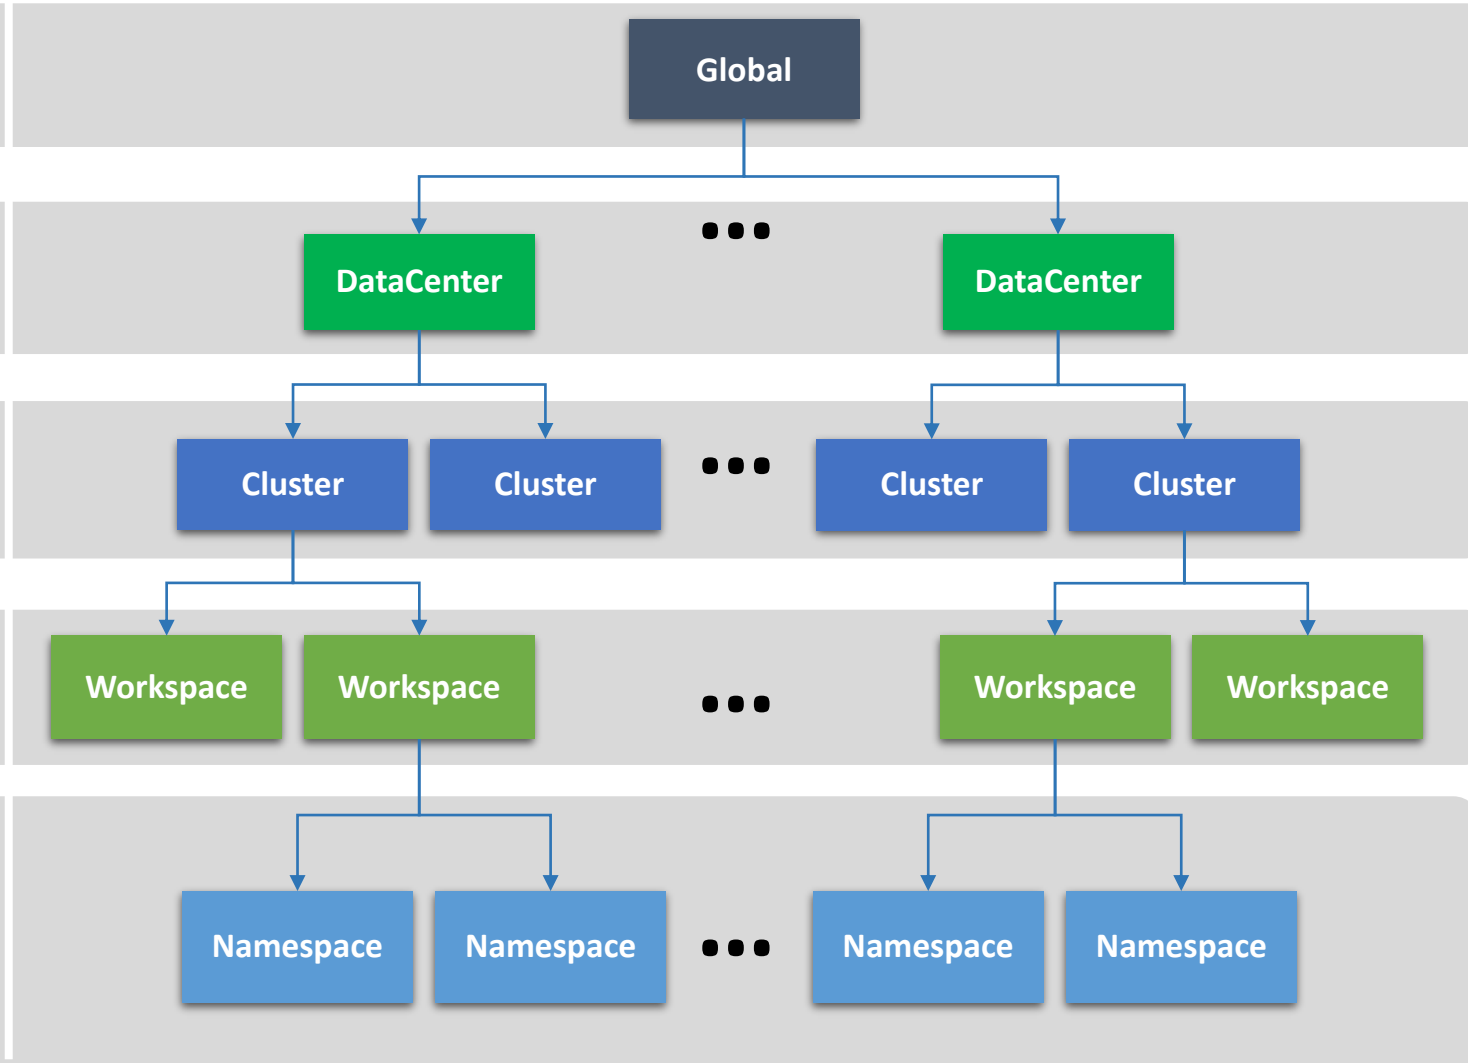 Global
...
DataCenter
DataCenter
Cluster
Cluster
...
Cluster
Cluster
Workspace
Workspace
...
Workspace
Workspace
Namespace
Namespace
...
Namespace
Namespace